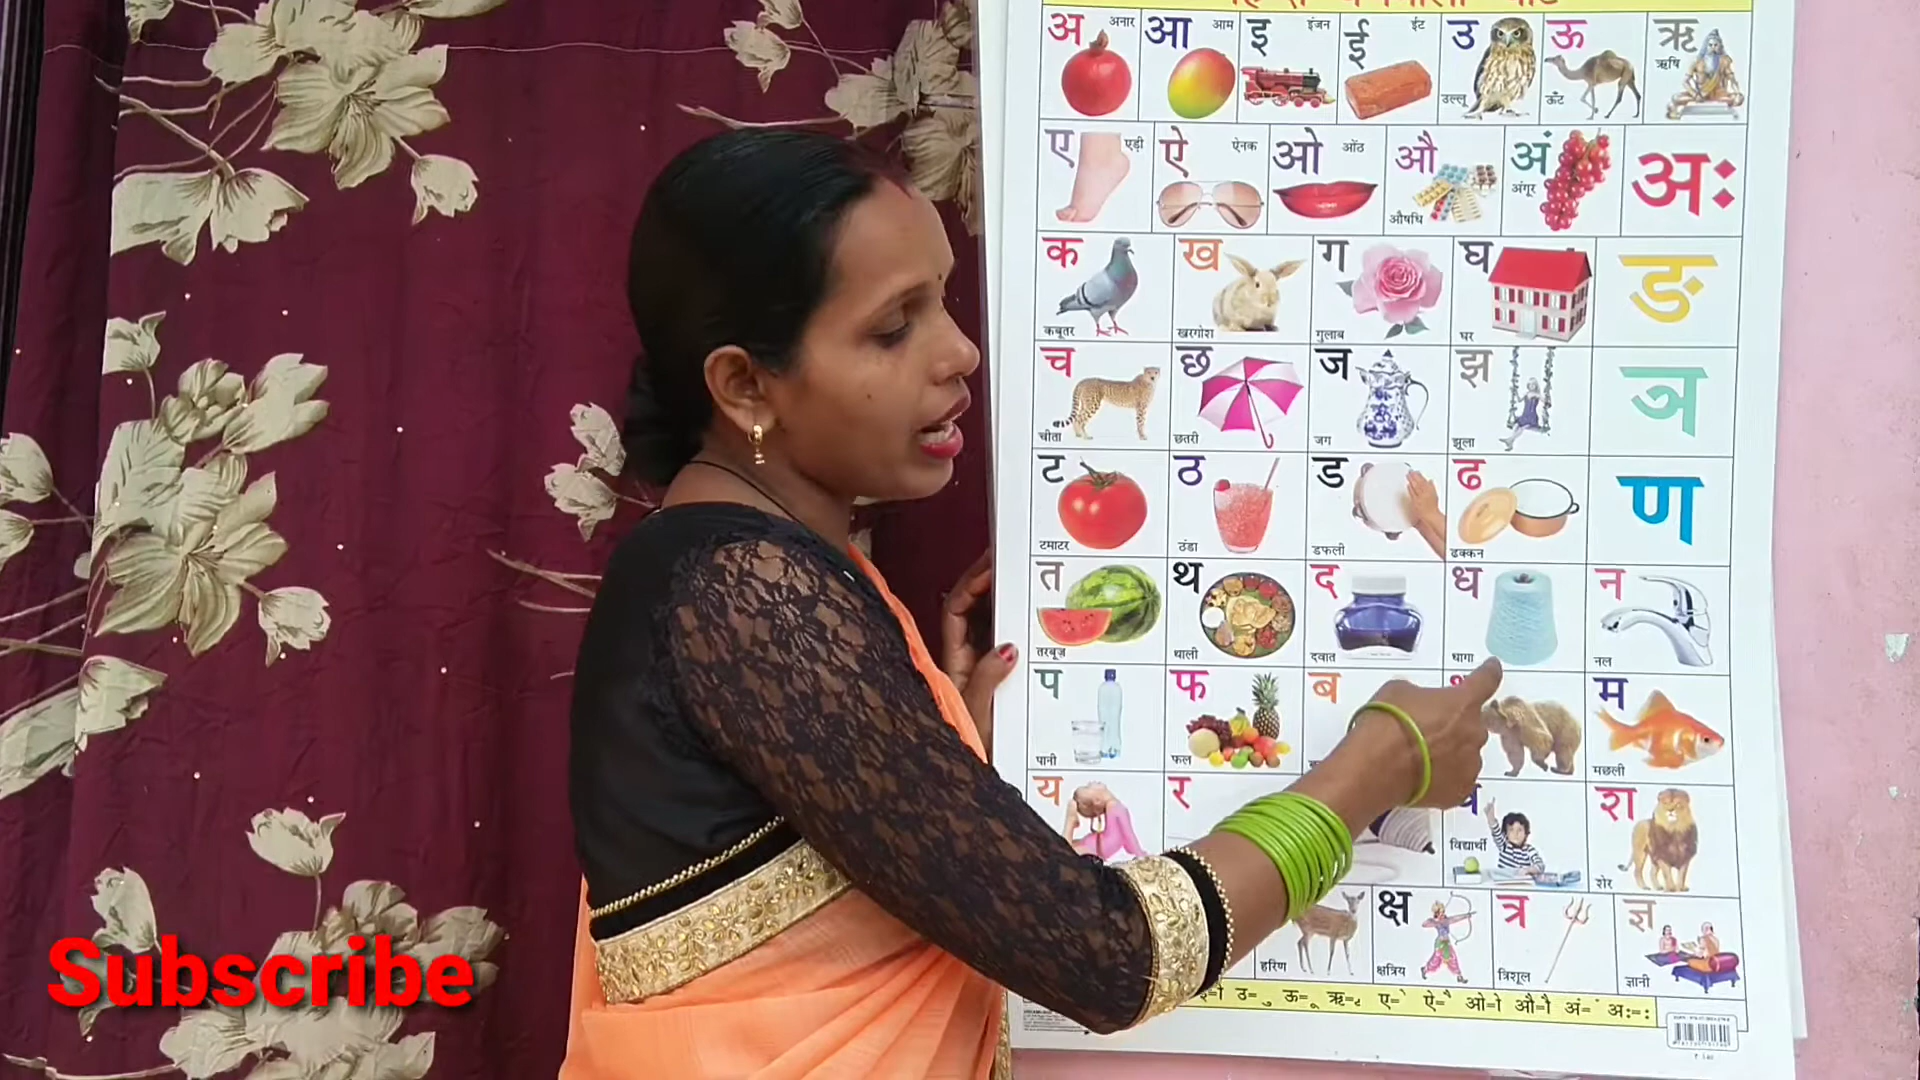 अ अनार आ आम इ इंजन ई ईट उ उल्लू ऊ ऊँट ऋ ऋषि
ए एड़ी ऐ ऐनक ओ ओंठ औ औषधि अं अंगूर अः
क कबूतर ख खरगोश ग गुलाब घ घर ङ
च चीता छ छतरी ज जग झ झूला ञ
ट टमाटर ठ ठंडा ड डफली ढ ढक्कन ण
त तरबूज़ थ थाली द दवात ध धागा न नल
प पानी फ फल ब म मछली
य र विद्यार्थी श शेर
हरिण क्ष क्षत्रिय त्र त्रिशूल ज्ञ ज्ञानी
Subscribe